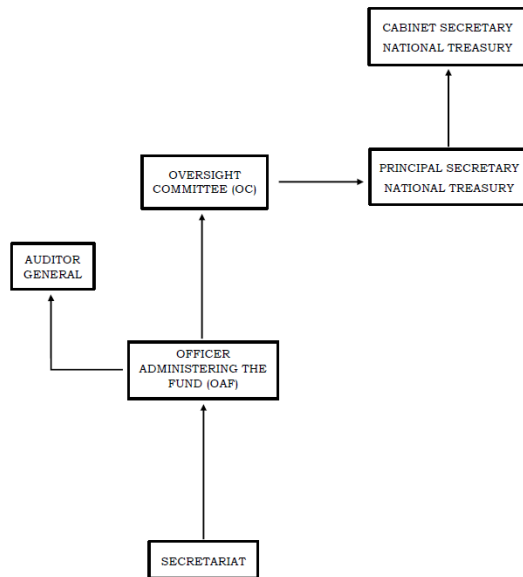 CABINET SECRETARY
NATIONAL TREASURY
OVERSIGHT
COMMITTEE (OC)
PRINCIPAL SECRETARY
NATIONAL TREASURY
AUDITOR
GENERAL
OFFICER
ADMINISTERING THE
FUND (OAF)
SECRETARIAT